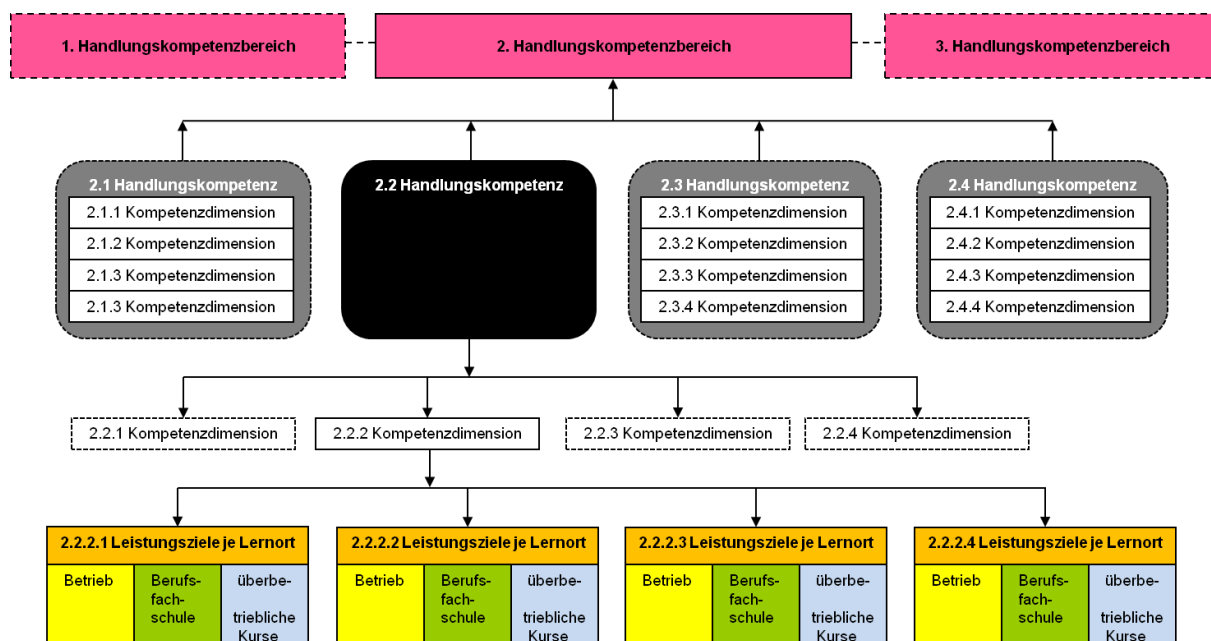 1. Handlungskompetenzbereich
2. Handlungskompetenzbereich
3. Handlungskompetenzbereich
2.1 Handlungskompetenz
2.1.1 Kompetenzdimension
2.1.2 Kompetenzdimension
2.1.3 Kompetenzdimension
2.1.3 Kompetenzdimension
2.2 Handlungskompetenz
2.3 Handlungskompetenz
2.3.1 Kompetenzdimension
2.3.2 Kompetenzdimension
2.3.3 Kompetenzdimension
2.3.4 Kompetenzdimension
2.4 Handlungskompetenz
2.4.1 Kompetenzdimension
2.4.2 Kompetenzdimension
2.4.3 Kompetenzdimension
2.4.4 Kompetenzdimension
2.2.1 Kompetenzdimension
2.2.2 Kompetenzdimension
2.2.3 Kompetenzdimension
2.2.4 Kompetenzdimension
2.2.2.1 Leistungsziele je Lernort
Betrieb
Berufs-
fach-
schule
überbe-
triebliche
Kurse
2.2.2.2 Leistungsziele je Lernort
Betrieb
Berufs-
fach-
schule
überbe-
triebliche
Kurse
2.2.2.3 Leistungsziele je Lernort
Betrieb
Berufs-
fach-
schule
überbe-
triebliche
Kurse
2.2.2.4 Leistungsziele je Lernort
Betrieb
Berufs-
fach-
schule
überbe-
triebliche
Kurse